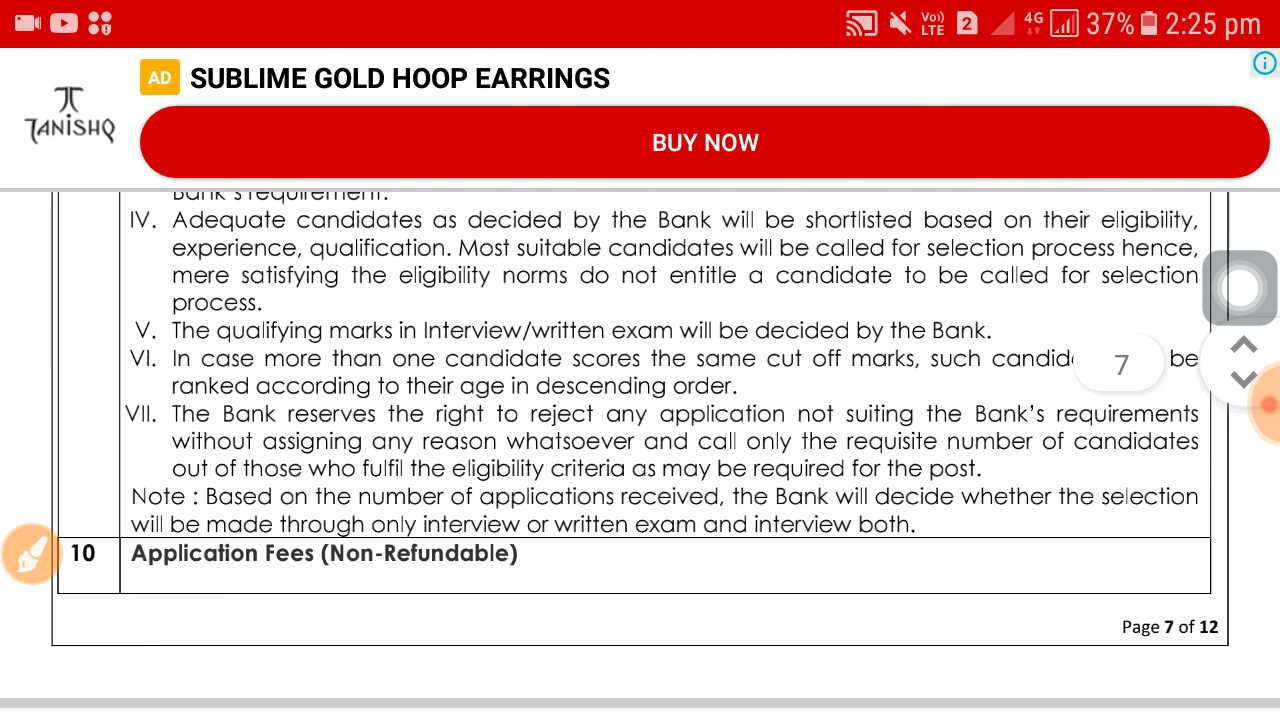 Vo))
LTE
2
4G
37%
2:25 pm
AD
SUBLIME GOLD HOOP EARRINGS
TANISHQ
BUY NOW
Bank's requirement.
IV. Adequate candidates as decided by the Bank will be shortlisted based on their eligibility,
experience, qualification. Most suitable candidates will be called for selection process hence,
mere satisfying the eligibility norms do not entitle a candidate to be called for selection
process.
V. The qualifying marks in Interview/written exam will be decided by the Bank.
VI. In case more than one candidate scores the same cut off marks, such be
7
ranked according to their age in descending order.
VII. The Bank reserves the right to reject any application not suiting the Bank's requirements
without assigning any reason whatsoever and call only the requisite number of candidates
out of those who fulfil the eligibility criteria as may be required for the post.
Note : Based on the number of applications received, the Bank will decide whether the selection
will be made through only interview or written exam and interview both.
10 Application Fees (Non-Refundable)
Page 7 of 12